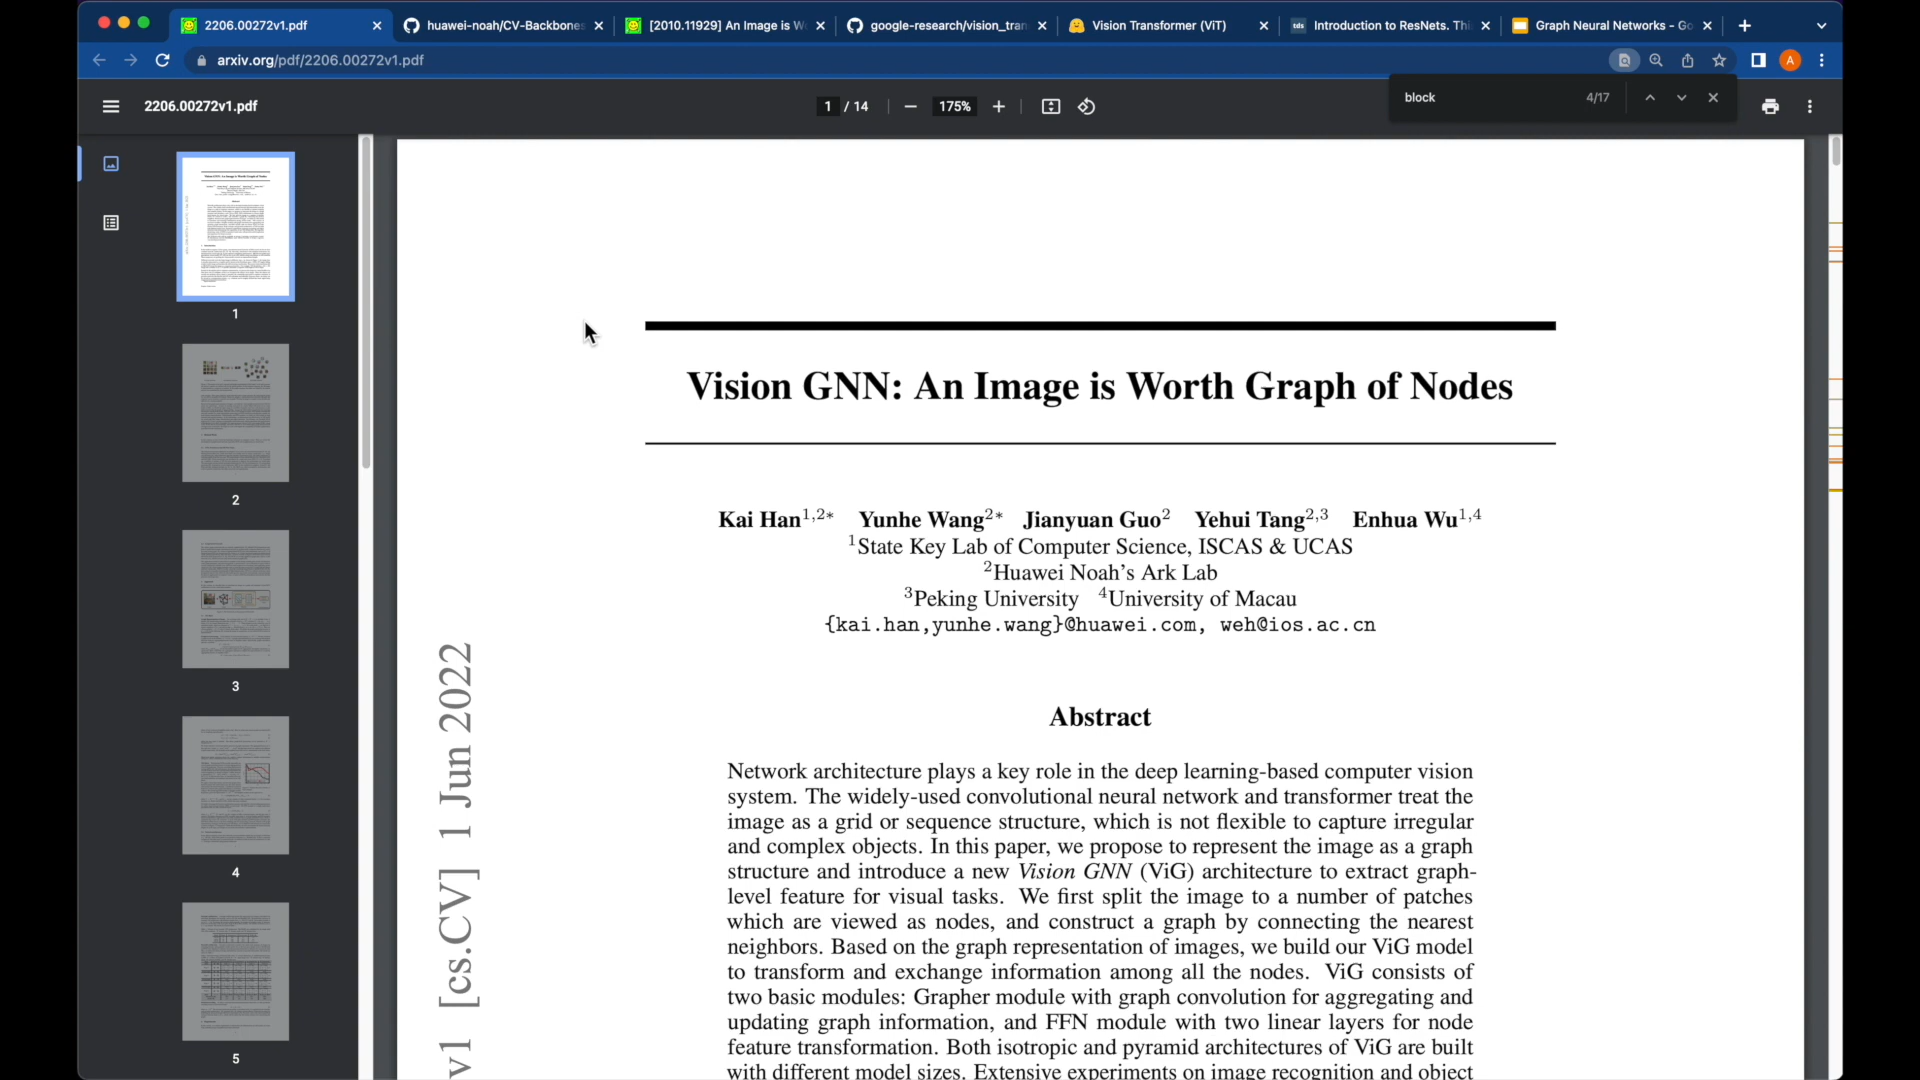 2206.00272v1.pdf
huawei-noah/CV-Backbones
[2010.11929] An Image is W
google-research/vision_tran
Vision Transformer (ViT)
tds Introduction to ResNets. Thi
Graph Neural Networks - Go
arxiv.org/pdf/2206.00272v1.pdf
A
2206.00272v1.pdf
1 / 14
175%
block
4/17
1
2
3
4
5
v1 [cs.CV] 1 Jun 2022
Vision GNN: An Image is Worth Graph of Nodes
Kai Han1,2* Yunhe Wang2* Jianyuan Guo2 Yehui Tang2,3 Enhua Wu1,4
1State Key Lab of Computer Science, ISCAS & UCAS
2Huawei Noah's Ark Lab
3Peking University 4University of Macau
{kai.han,yunhe.wang}@huawei.com, weh@ios.ac.cn
Abstract
Network architecture plays a key role in the deep learning-based computer vision
system. The widely-used convolutional neural network and transformer treat the
image as a grid or sequence structure, which is not flexible to capture irregular
and complex objects. In this paper, we propose to represent the image as a graph
structure and introduce a new Vision GNN (ViG) architecture to extract graph-
level feature for visual tasks. We first split the image to a number of patches
which are viewed as nodes, and construct a graph by connecting the nearest
neighbors. Based on the graph representation of images, we build our ViG model
to transform and exchange information among all the nodes. ViG consists of
two basic modules: Grapher module with graph convolution for aggregating and
updating graph information, and FFN module with two linear layers for node
feature transformation. Both isotropic and pyramid architectures of ViG are built
with different model sizes. Extensive experiments on image recognition and object